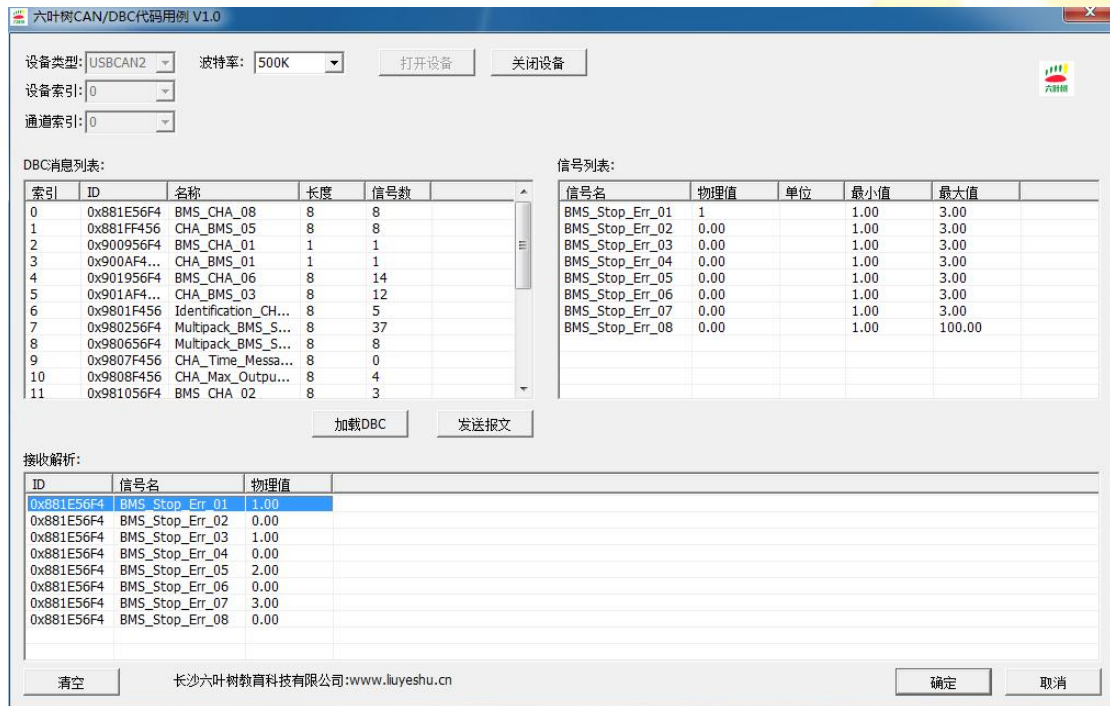 六叶树CAN/DBC代码用例 V1.0
设备类型: USBCAN2 波特率: 500K 打开设备 关闭设备
设备索引: 0
通道索引: 0
六叶树
DBC消息列表: 信号列表:
索引 ID 名称 长度 信号数 信号名 物理值 单位 最小值 最大值
0 0x881E56F4 BMS_CHA_08 8 8 BMS_Stop_Err_01 1 1.00 3.00
1 0x881FF456 CHA_BMS_05 8 8 BMS_Stop_Err_02 0.00 1.00 3.00
2 0x900956F4 BMS_CHA_01 1 1 BMS_Stop_Err_03 0.00 1.00 3.00
3 0x900AF4... CHA_BMS_01 1 1 BMS_Stop_Err_04 0.00 1.00 3.00
4 0x901956F4 BMS_CHA_06 8 14 BMS_Stop_Err_05 0.00 1.00 3.00
5 0x901AF4... CHA_BMS_03 8 12 BMS_Stop_Err_06 0.00 1.00 3.00
6 0x9801F456 Identification_CH... 8 5 BMS_Stop_Err_07 0.00 1.00 3.00
7 0x980256F4 Multipack_BMS_S... 8 37 BMS_Stop_Err_08 0.00 1.00 100.00
8 0x980656F4 Multipack_BMS_S... 8 8
9 0x9807F456 CHA_Time_Messa... 8 0
10 0x9808F456 CHA_Max_Outpu... 8 4
11 0x981056F4 BMS_CHA_02 8 3
加载DBC 发送报文
接收解析:
ID 信号名 物理值
0x881E56F4 BMS_Stop_Err_01 1.00
0x881E56F4 BMS_Stop_Err_02 0.00
0x881E56F4 BMS_Stop_Err_03 1.00
0x881E56F4 BMS_Stop_Err_04 0.00
0x881E56F4 BMS_Stop_Err_05 2.00
0x881E56F4 BMS_Stop_Err_06 0.00
0x881E56F4 BMS_Stop_Err_07 3.00
0x881E56F4 BMS_Stop_Err_08 0.00
清空 长沙六叶树教育科技有限公司:www.liuyeshu.cn 确定 取消